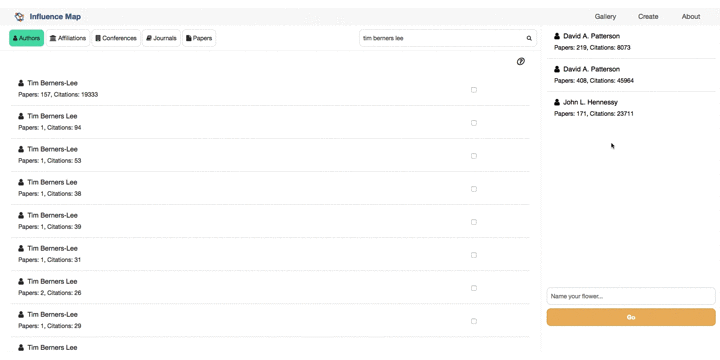 Influence Map
Gallery
Create
About
Authors
Affiliations
Conferences
Journals
Papers
tim berners lee
Tim Berners-Lee
Papers: 157, Citations: 19333
Tim Berners Lee
Papers: 1, Citations: 94
Tim Berners-Lee
Papers: 1, Citations: 53
Tim Berners Lee
Papers: 1, Citations: 38
Tim Berners-Lee
Papers: 1, Citations: 39
Tim Berners-Lee
Papers: 1, Citations: 31
Tim Berners Lee
Papers: 2, Citations: 26
Tim Berners-Lee
Papers: 1, Citations: 29
Tim Berners Lee
David A. Patterson
Papers: 219, Citations: 8073
David A. Patterson
Papers: 408, Citations: 45964
John L. Hennessy
Papers: 171, Citations: 23711
Name your flower...
Go